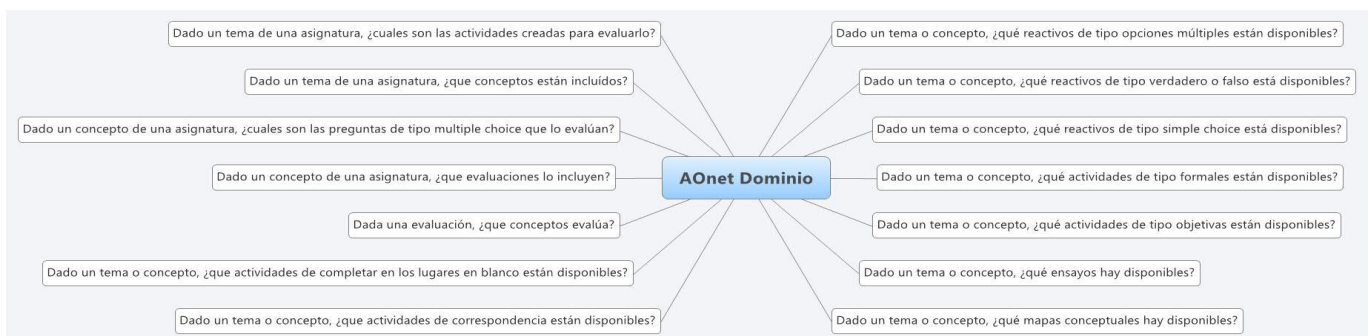 Dado un tema de una asignatura, ¿cuales son las actividades creadas para evaluarlo?
Dado un tema de una asignatura, ¿que conceptos están incluídos?
Dado un concepto de una asignatura, ¿cuales son las preguntas de tipo multiple choice que lo evalúan?
Dado un concepto de una asignatura, ¿que evaluaciones lo incluyen?
Dada una evaluación, ¿que conceptos evalúa?
Dado un tema o concepto, ¿que actividades de completar en los lugares en blanco están disponibles?
Dado un tema o concepto, ¿que actividades de correspondencia están disponibles?
AOnet Dominio
Dado un tema o concepto, ¿qué reactivos de tipo opciones múltiples están disponibles?
Dado un tema o concepto, ¿qué reactivos de tipo verdadero o falso está disponibles?
Dado un tema o concepto, ¿qué reactivos de tipo simple choice está disponibles?
Dado un tema o concepto, ¿qué actividades de tipo formales están disponibles?
Dado un tema o concepto, ¿qué actividades de tipo objetivas están disponibles?
Dado un tema o concepto, ¿qué ensayos hay disponibles?
Dado un tema o concepto, ¿qué mapas conceptuales hay disponibles?